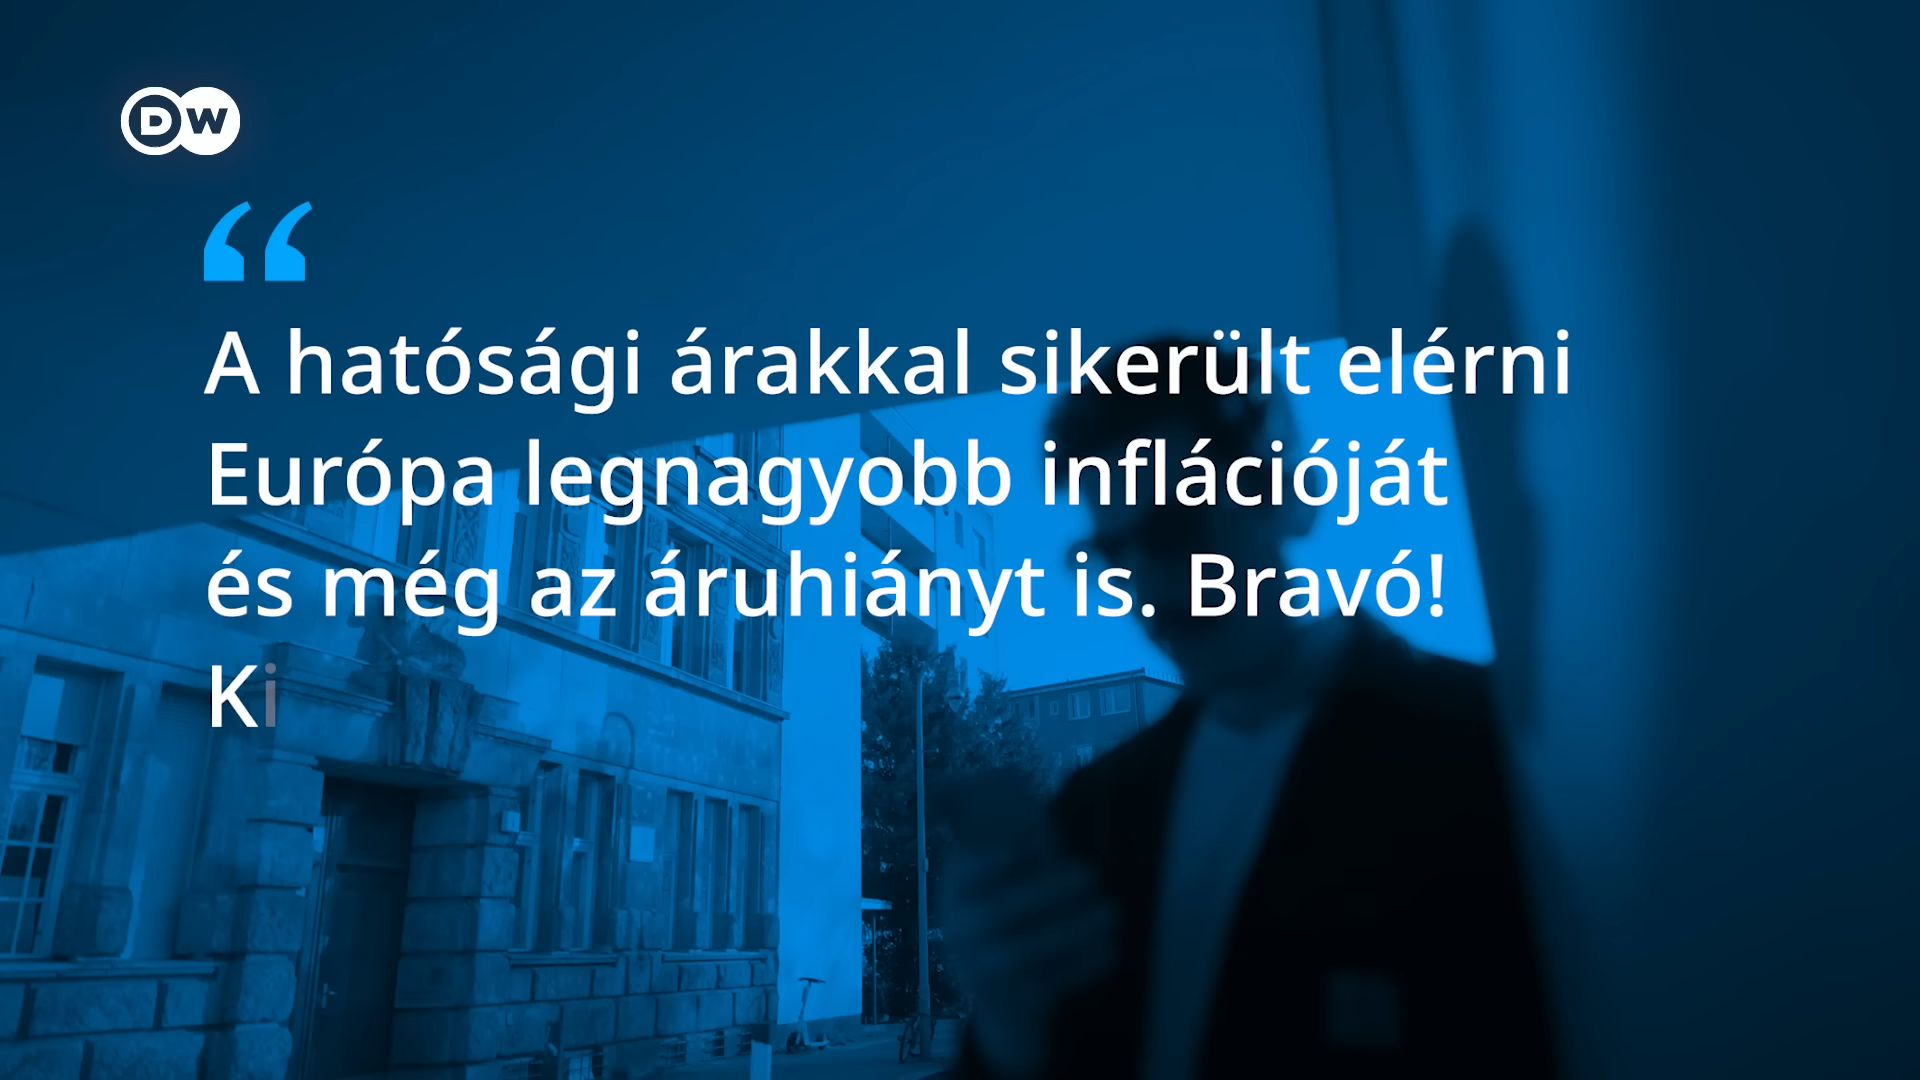 DW
“
A hatósági árakkal sikerült elérni
Európa legnagyobb inflációját
és még az áruhiányt is. Bravó!
Ki